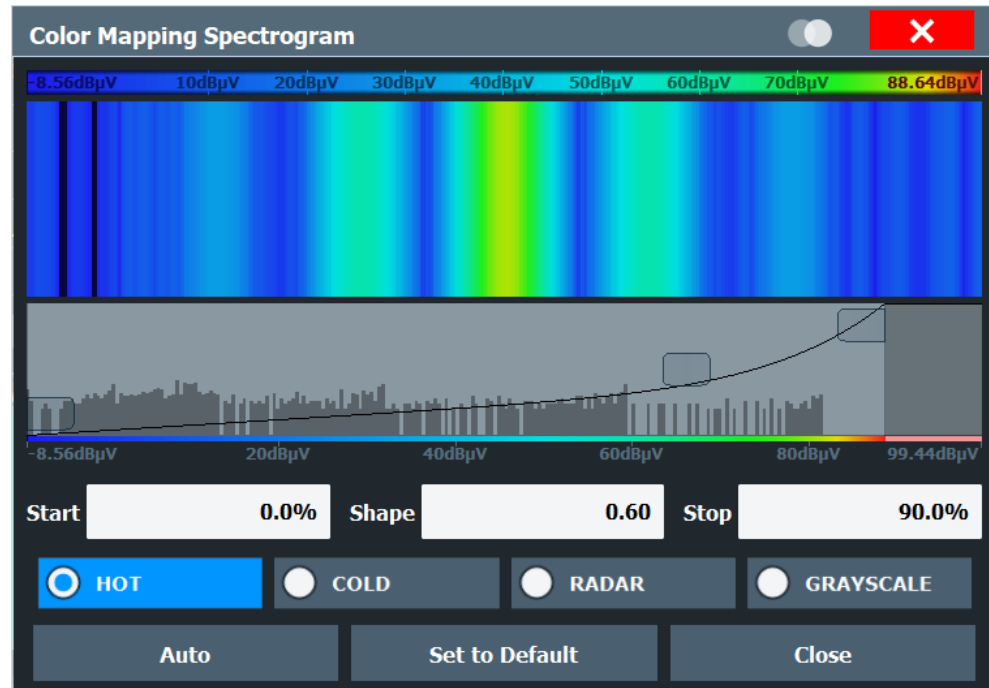 Color Mapping Spectrogram
-8.56dBµV 10dBµV 20dBµV 30dBµV 40dBµV 50dBµV 60dBµV 70dBµV 88.64dBµV
-8.56dBµV 20dBµV 40dBµV 60dBµV 80dBµV 99.44dBµV
Start 0.0% Shape 0.60 Stop 90.0%
HOT COLD RADAR GRAYSCALE
Auto Set to Default Close